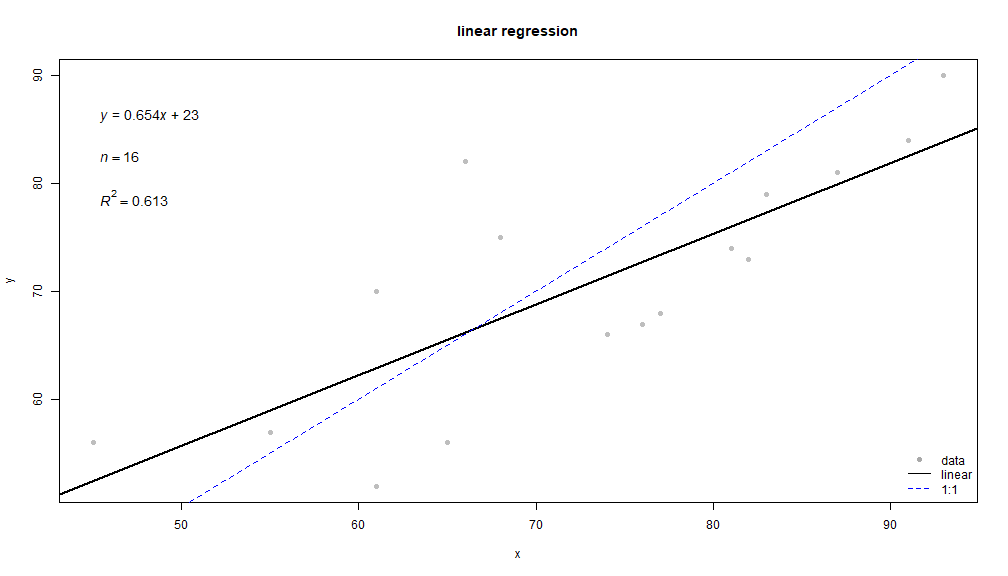 linear regression
y = 0.654x + 23
n = 16
R² = 0.613
90
80
70
60
y
50
60
70
80
90
x
data
linear
1:1